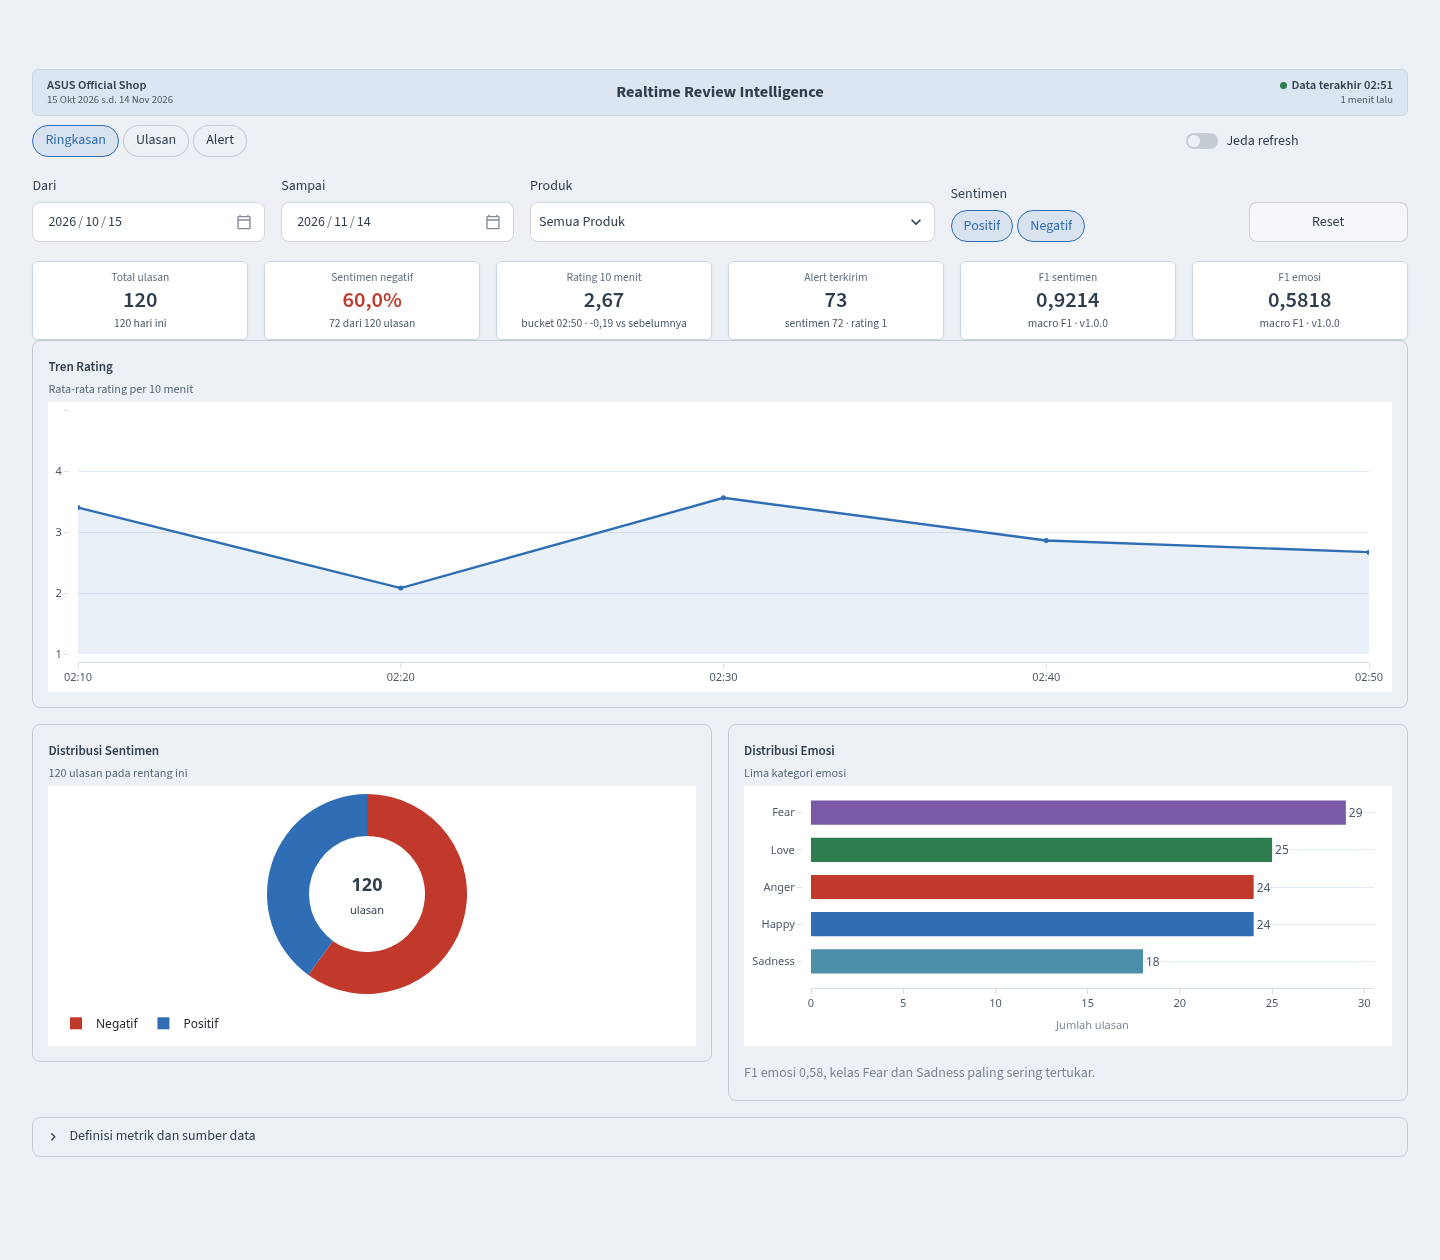 ASUS Official Shop
15 Okt 2026 s.d. 14 Nov 2026
Realtime Review Intelligence
Data terakhir 02:51
1 menit lalu
Ringkasan
Ulasan
Alert
Jeda refresh
Dari
Sampai
Produk
Sentimen
2026 / 10 / 15
2026 / 11 / 14
Semua Produk
Positif
Negatif
Reset
Total ulasan
120
120 hari ini
Sentimen negatif
60,0%
72 dari 120 ulasan
Rating 10 menit
2,67
bucket 02:50 · -0,19 vs sebelumnya
Alert terkirim
73
sentimen 72 · rating 1
F1 sentimen
0,9214
macro F1 · v1.0.0
F1 emosi
0,5818
macro F1 · v1.0.0
Tren Rating
Rata-rata rating per 10 menit
4
3
2
1
02:10
02:20
02:30
02:40
02:50
Distribusi Sentimen
120 ulasan pada rentang ini
120
ulasan
Negatif
Positif
Distribusi Emosi
Lima kategori emosi
Fear 29
Love 25
Anger 24
Happy 24
Sadness 18
0 5 10 15 20 25 30
Jumlah ulasan
F1 emosi 0,58, kelas Fear dan Sadness paling sering tertukar.
Definisi metrik dan sumber data